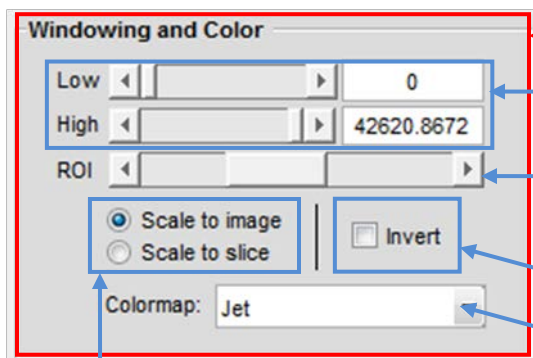 Windowing and Color
Low 0
High 42620.8672
ROI
Scale to image
Invert
Scale to slice
Colormap: Jet